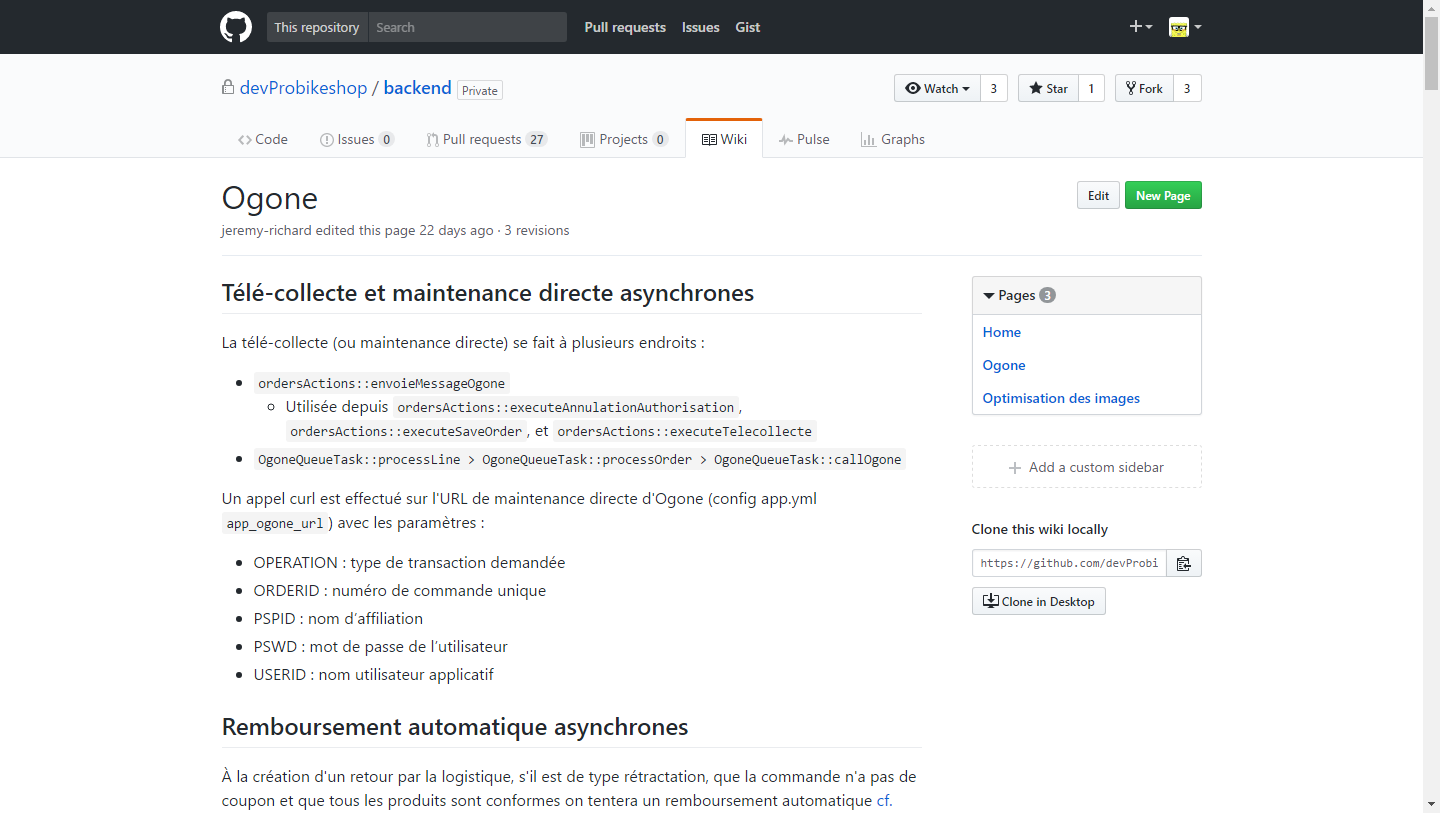 This repository Search Pull requests Issues Gist
devProbikeshop / backend Private Watch 3 Star 1 Fork 3
Code Issues 0 Pull requests 27 Projects 0 Wiki Pulse Graphs
Ogone
Edit New Page
jeremy-richard edited this page 22 days ago · 3 revisions
Télé-collecte et maintenance directe asynchrones
La télé-collecte (ou maintenance directe) se fait à plusieurs endroits :
ordersActions::envoieMessageOgone
Utilisée depuis ordersActions::executeAnnulationAuthorisation ,
ordersActions::executeSaveOrder , et ordersActions::executeTelecollecte
OgoneQueueTask::processLine > OgoneQueueTask::processOrder > OgoneQueueTask::callOgone
Un appel curl est effectué sur l'URL de maintenance directe d'Ogone (config app.yml
app_ogone_url ) avec les paramètres :
OPERATION : type de transaction demandée
ORDERID : numéro de commande unique
PSPID : nom d’affiliation
PSWD : mot de passe de l’utilisateur
USERID : nom utilisateur applicatif
Remboursement automatique asynchrones
À la création d'un retour par la logistique, s'il est de type rétractation, que la commande n'a pas de
coupon et que tous les produits sont conformes on tentera un remboursement automatique cf.
Pages 3
Home
Ogone
Optimisation des images
Add a custom sidebar
Clone this wiki locally
https://github.com/devProbi
Clone in Desktop